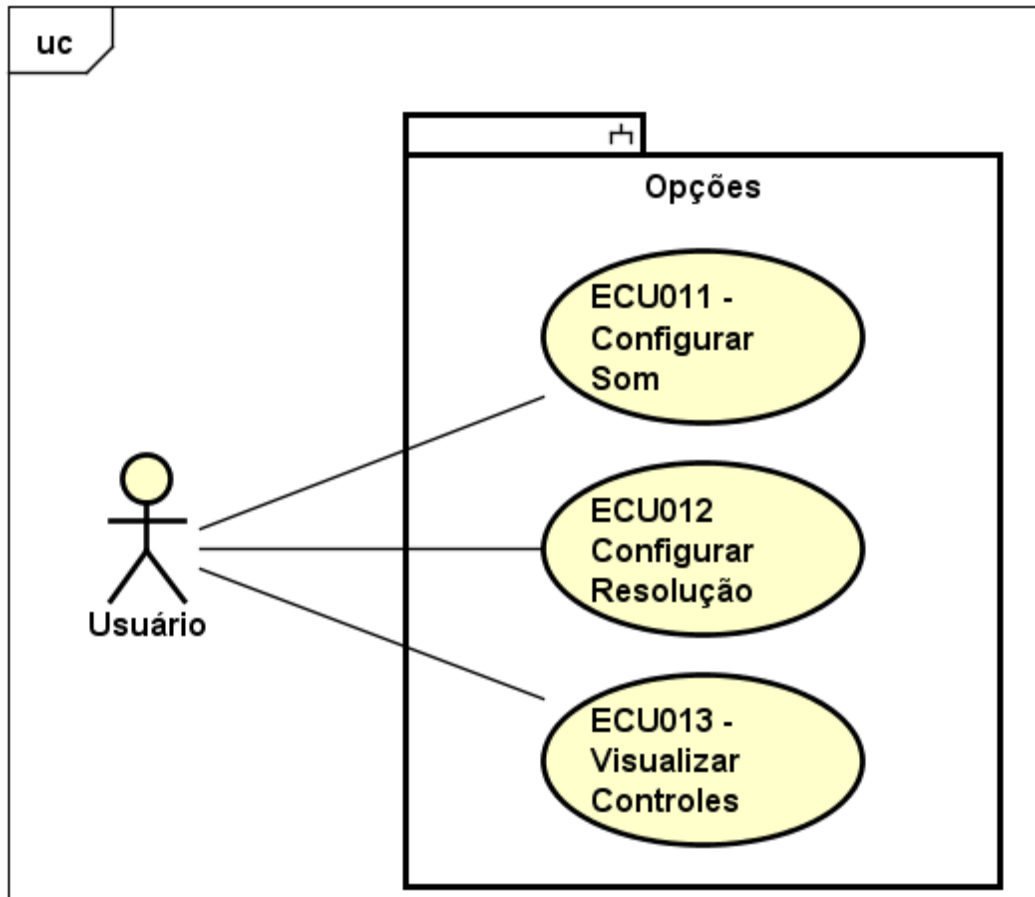 uc
Opções
ECU011 -
Configurar
Som
ECU012
Configurar
Resolução
Usuário
ECU013 -
Visualizar
Controles